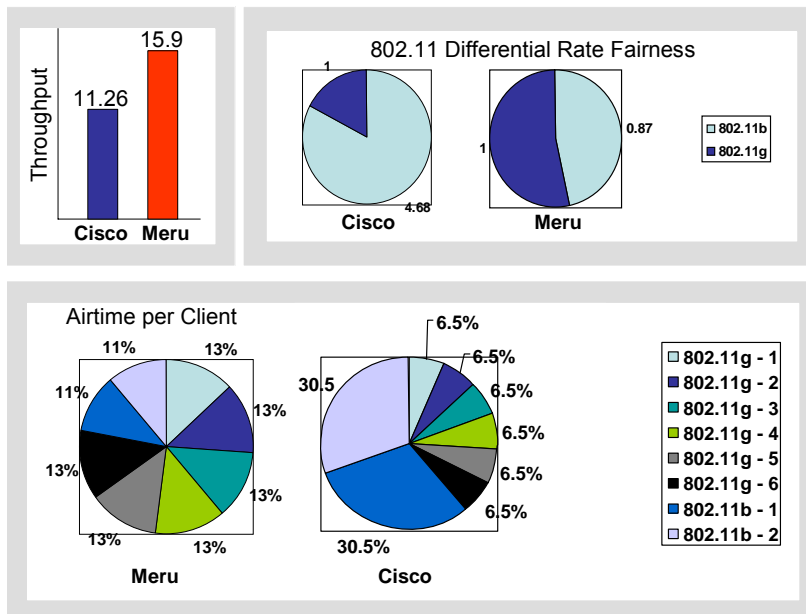 15.9
11.26
Throughput
Cisco Meru
802.11 Differential Rate Fairness
1
4.68
Cisco
0.87
1
Meru
802.11b
802.11g
Airtime per Client
11%
13%
11%
13%
13%
13%
13%
13%
Meru
6.5%
6.5%
6.5%
6.5%
6.5%
6.5%
30.5
30.5%
Cisco
802.11g - 1
802.11g - 2
802.11g - 3
802.11g - 4
802.11g - 5
802.11g - 6
802.11b - 1
802.11b - 2